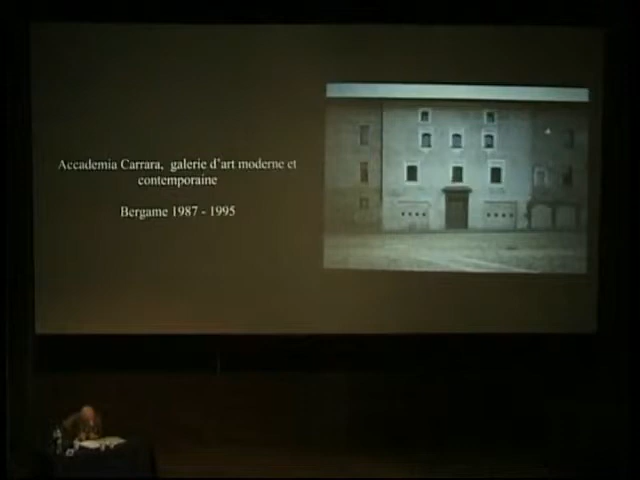 Accademia Carrara, galerie d'art moderne et
contemporaine
Bergame 1987 - 1995